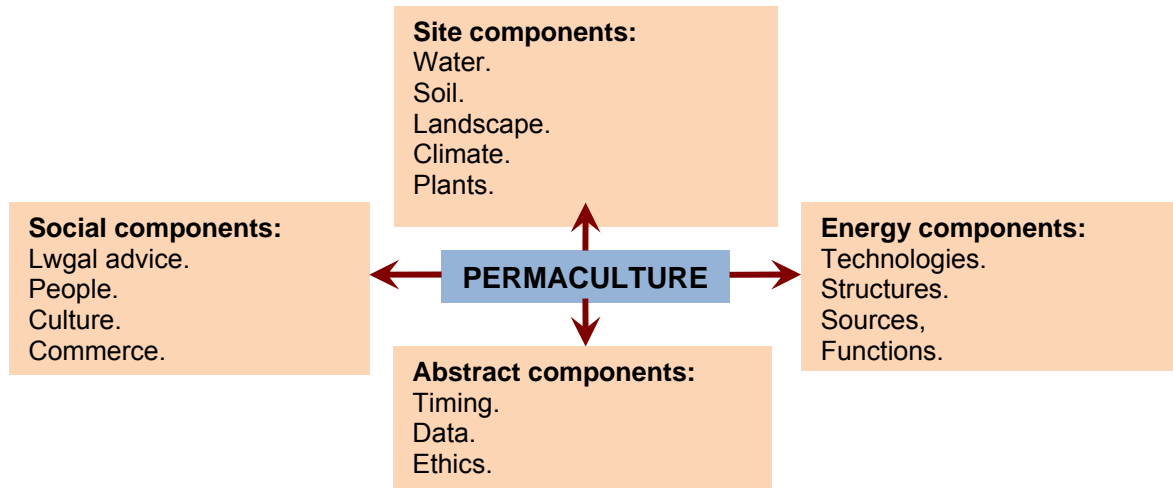 Site components:
Water.
Soil.
Landscape.
Climate.
Plants.
Social components:
Lwgal advice.
People.
Culture.
Commerce.
PERMACULTURE
Energy components:
Technologies.
Structures.
Sources,
Functions.
Abstract components:
Timing.
Data.
Ethics.